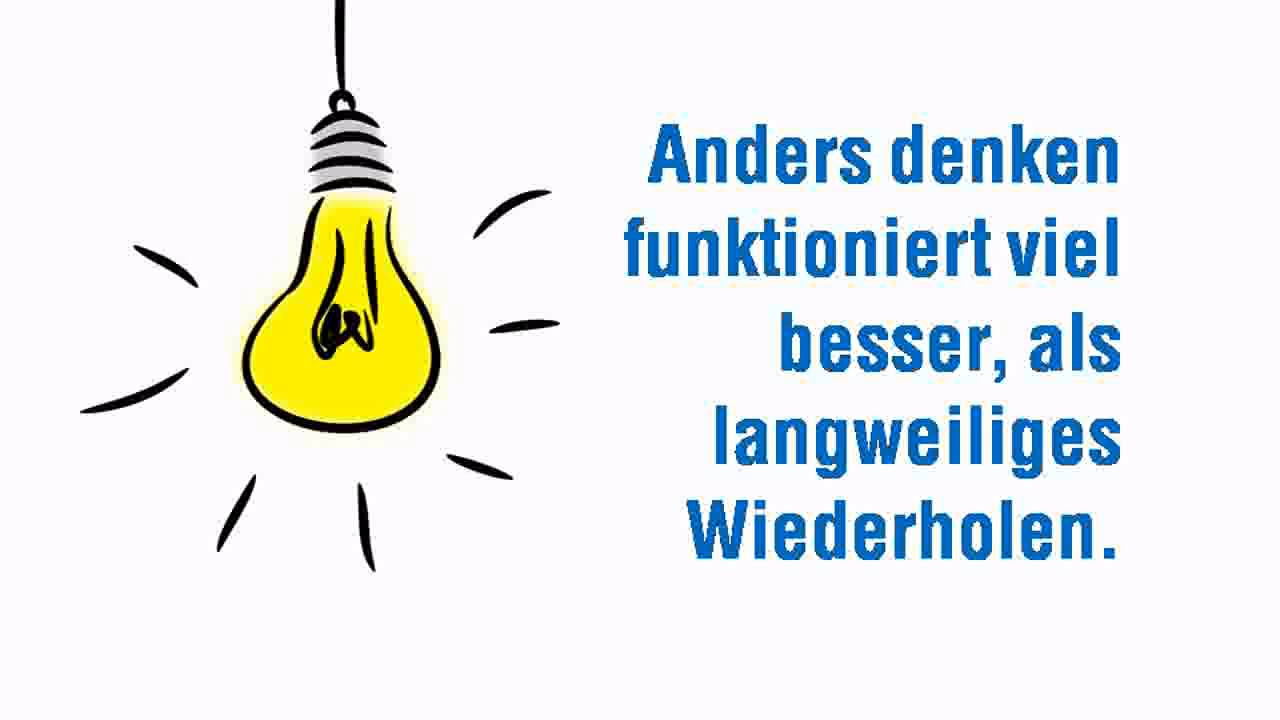 Anders denken
funktioniert viel
besser, als
langweiliges
Wiederholen.